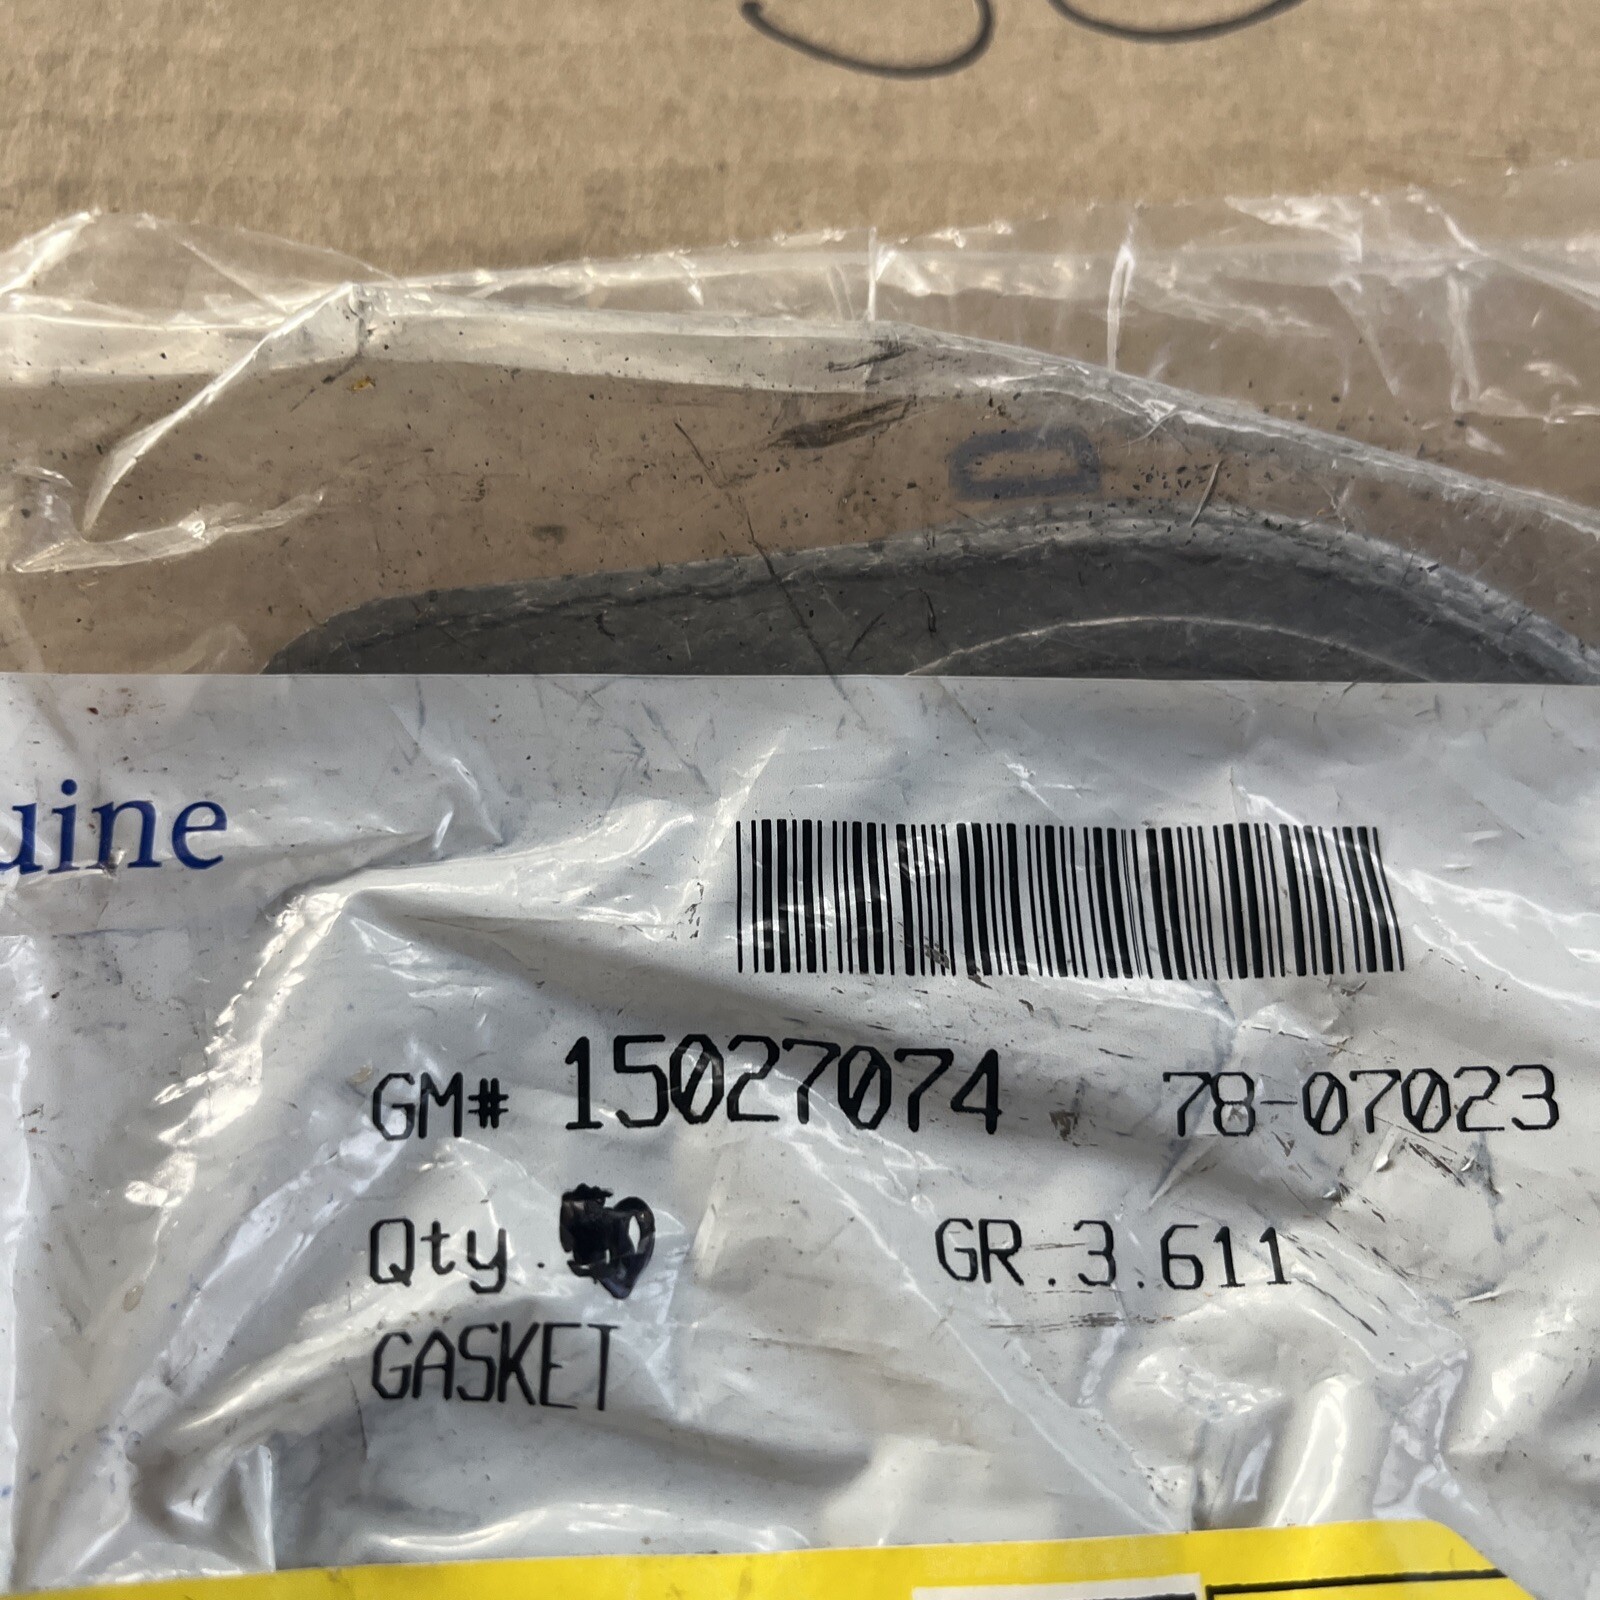 uine
GM# 15027074 78-07023
Qty. GR.3.611
GASKET